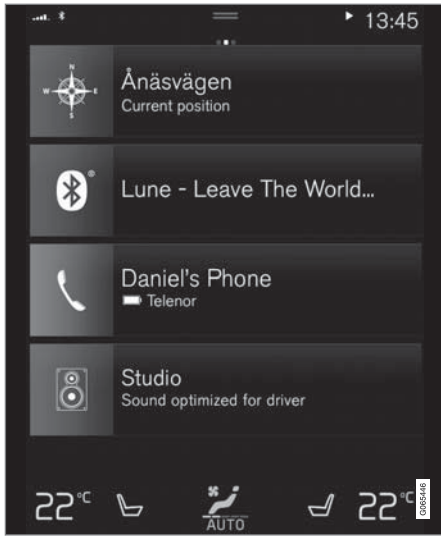 13:45
N
W E
S
Ånäsvägen
Current position
®
Lune - Leave The World...
Daniel's Phone
Telenor
Studio
Sound optimized for driver
22°C
AUTO
22°C
G065446